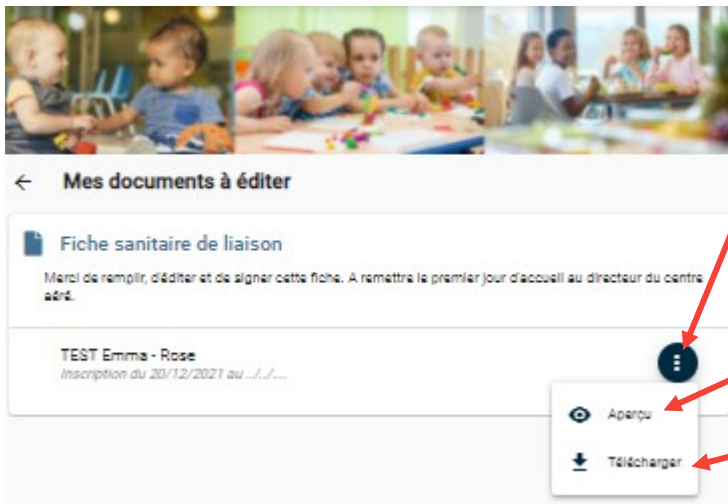 Mes documents à éditer
Fiche sanitaire de liaison
Merci de remplir, d'éditer et de signer cette fiche. A remettre le premier jour d'accueil au directeur du centre
aéré.
TEST Emma - Rose
Inscription du 20/12/2021 au ../../....
Aperçu
Télécharger